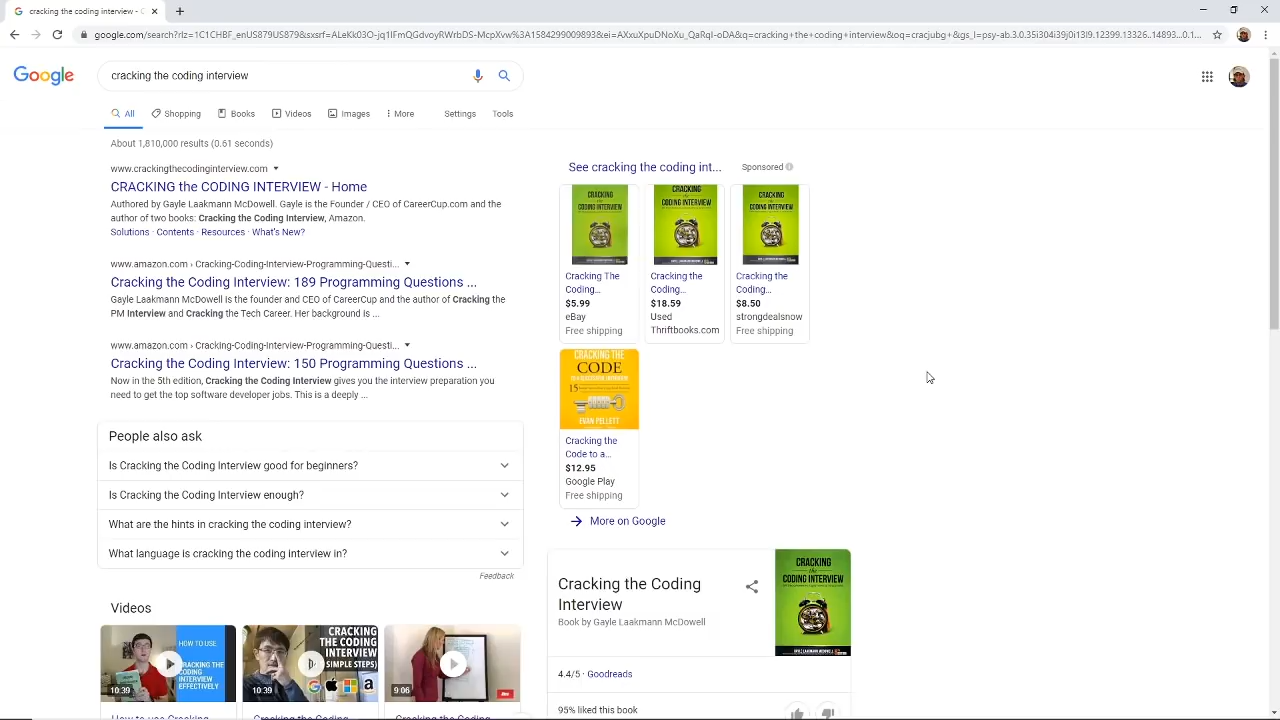 cracking the coding interview - G
google.com/search?rlz=1C1CHBF_enUS879US879&sxsrf=ALeKk03O-jq1IFmQGdvoyRWrbDS-McpXvw%3A1584299009893&ei=AXxuXpuDNoXu_QaRqI-oDA&q=cracking+the+coding+interview&oq=cracjubg+&gs_l=psy-ab.3.0.35i304i39j0i13l9.12399.13326..14893...0.1...
Google
cracking the coding interview
All
Shopping
Books
Videos
Images
More
Settings
Tools
About 1,810,000 results (0.61 seconds)
www.crackingthecodinginterview.com
CRACKING the CODING INTERVIEW - Home
Authored by Gayle Laakmann McDowell. Gayle is the Founder / CEO of CareerCup.com and the
author of two books: Cracking the Coding Interview, Amazon.
Solutions · Contents · Resources · What's New?
www.amazon.com › Cracking-Coding-Interview-Programming-Questi...
Cracking the Coding Interview: 189 Programming Questions ...
Gayle Laakmann McDowell is the founder and CEO of CareerCup and the author of Cracking the
PM Interview and Cracking the Tech Career. Her background is ...
www.amazon.com › Cracking-Coding-Interview-Programming-Questi...
Cracking the Coding Interview: 150 Programming Questions ...
Now in the 5th edition, Cracking the Coding Interview gives you the interview preparation you
need to get the top software developer jobs. This is a deeply ...
People also ask
Is Cracking the Coding Interview good for beginners?
Is Cracking the Coding Interview enough?
What are the hints in cracking the coding interview?
What language is cracking the coding interview in?
Feedback
Videos
HOW TO USE
CRACKING THE
CODING
INTERVIEW
EFFECTIVELY
10:39
CRACKING
THE CODING
INTERVIEW
(SIMPLE STEPS)
10:39
9:06
How to use Cracking
Cracking the Coding
Cracking the Coding
See cracking the coding int...
Sponsored
CRACKING
the
CODING INTERVIEW
Cracking The
Coding...
$5.99
eBay
Free shipping
CRACKING
the
CODING INTERVIEW
Cracking the
Coding...
$18.59
Used
Thriftbooks.com
CRACKING
the
CODING INTERVIEW
Cracking the
Coding...
$8.50
strongdealsnow
Free shipping
CRACKING THE
CODE
15
EVAN PELLETT
Cracking the
Code to a...
$12.95
Google Play
Free shipping
More on Google
Cracking the Coding
Interview
Book by Gayle Laakmann McDowell
CRACKING
the
CODING INTERVIEW
GAYLE LAAKMANN MCDOWELL
4.4/5 · Goodreads
95% liked this book